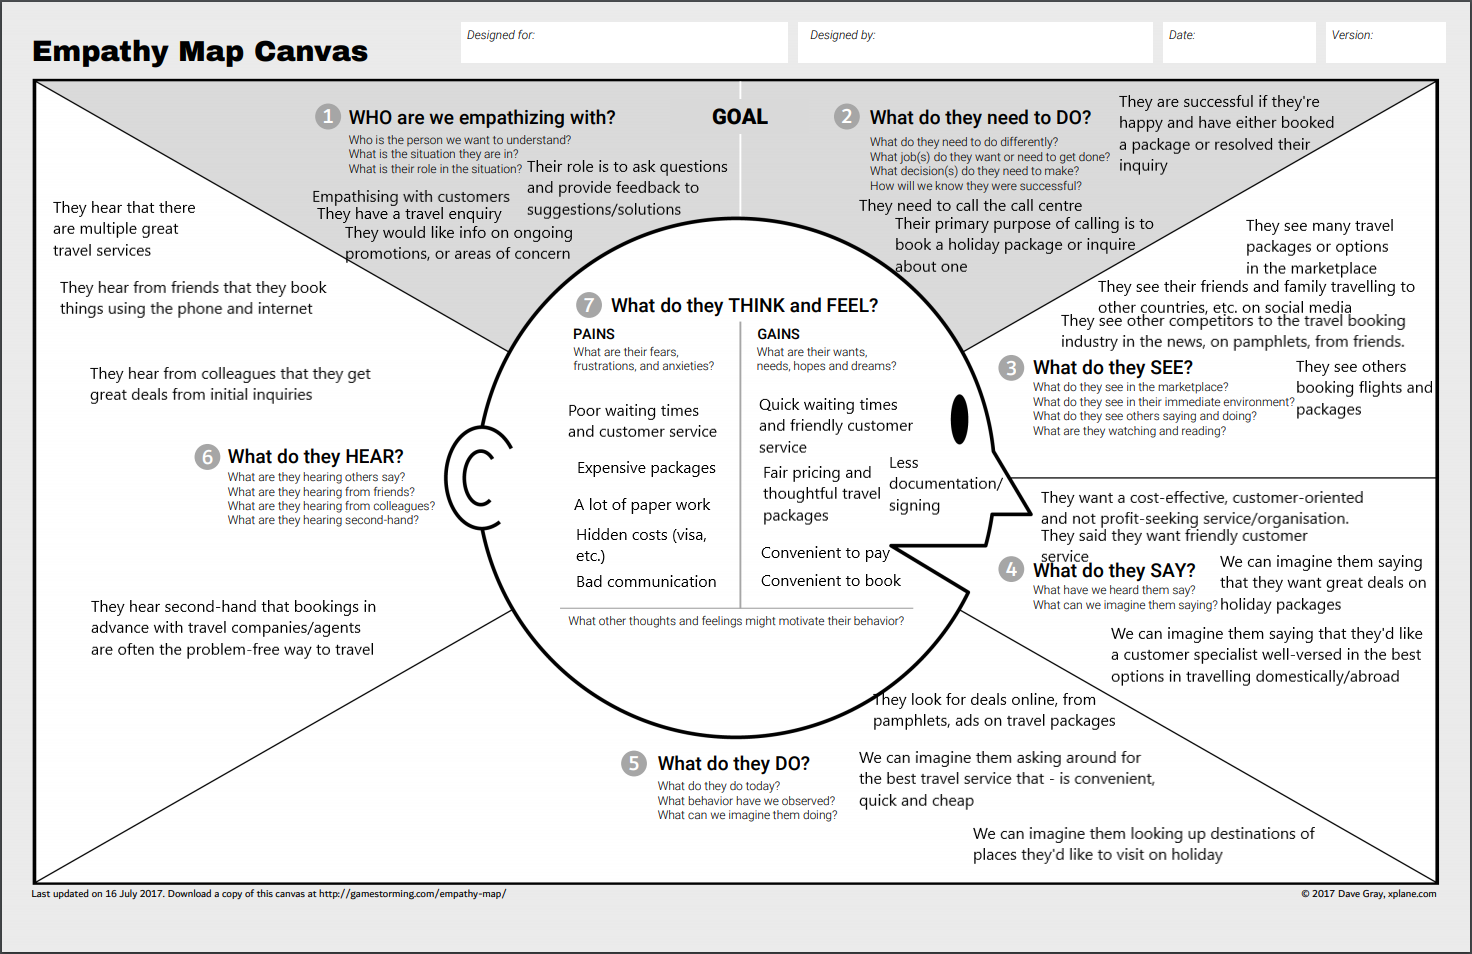 Empathy Map Canvas
Designed for:
Designed by:
Date:
Version:
1
WHO are we empathizing with?
Who is the person we want to understand?
What is the situation they are in?
What is their role in the situation?
Their role is to ask questions
and provide feedback to
suggestions/solutions
Empathising with customers
They have a travel enquiry
They would like info on ongoing
promotions, or areas of concern
GOAL
2
What do they need to DO?
What do they need to do differently?
What job(s) do they want or need to get done?
What decision(s) do they need to make?
How will we know they were successful?
They are successful if they're
happy and have either booked
a package or resolved their
inquiry
They need to call the call centre
Their primary purpose of calling is to
book a holiday package or inquire
about one
They see many travel
packages or options
in the marketplace
They see their friends and family travelling to
other countries, etc. on social media
They see other competitors to the travel booking
industry in the news, on pamphlets, from friends.
3
What do they SEE?
What do they see in the marketplace?
What do they see in their immediate environment?
What do they see others saying and doing?
What are they watching and reading?
They see others
booking flights and
packages
They want a cost-effective, customer-oriented
and not profit-seeking service/organisation.
They said they want friendly customer
service
4
What do they SAY?
What have we heard them say?
What can we imagine them saying?
We can imagine them saying
that they want great deals on
holiday packages
We can imagine them saying that they'd like
a customer specialist well-versed in the best
options in travelling domestically/abroad
5
What do they DO?
What do they do today?
What behavior have we observed?
What can we imagine them doing?
They look for deals online, from
pamphlets, ads on travel packages
We can imagine them asking around for
the best travel service that - is convenient,
quick and cheap
We can imagine them looking up destinations of
places they'd like to visit on holiday
They hear that there
are multiple great
travel services
They hear from friends that they book
things using the phone and internet
They hear from colleagues that they get
great deals from initial inquiries
6
What do they HEAR?
What are they hearing others say?
What are they hearing from friends?
What are they hearing from colleagues?
What are they hearing second-hand?
They hear second-hand that bookings in
advance with travel companies/agents
are often the problem-free way to travel
7
What do they THINK and FEEL?
PAINS
What are their fears,
frustrations, and anxieties?
Poor waiting times
and customer service
Expensive packages
A lot of paper work
Hidden costs (visa,
etc.)
Bad communication
GAINS
What are their wants,
needs, hopes and dreams?
Quick waiting times
and friendly customer
service
Fair pricing and
thoughtful travel
packages
Less
documentation/
signing
Convenient to pay
Convenient to book
What other thoughts and feelings might motivate their behavior?
Last updated on 16 July 2017. Download a copy of this canvas at http://gamestorming.com/empathy-map/
© 2017 Dave Gray, xplane.com